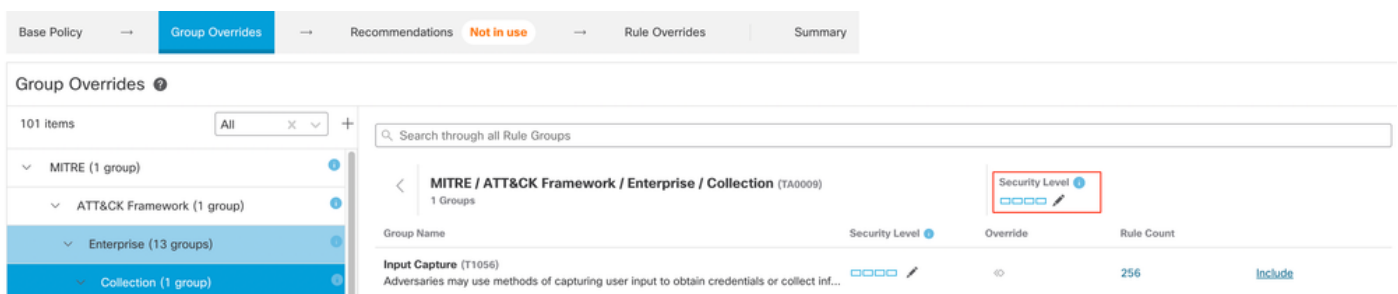 Base Policy → Group Overrides → Recommendations Not in use → Rule Overrides Summary
Group Overrides
101 items All
Search through all Rule Groups
MITRE (1 group)
MITRE / ATT&CK Framework / Enterprise / Collection (TA0009)
1 Groups
Security Level
ATT&CK Framework (1 group)
Group Name Security Level Override Rule Count
Enterprise (13 groups)
Input Capture (T1056)
Adversaries may use methods of capturing user input to obtain credentials or collect inf...
256 Include
Collection (1 group)